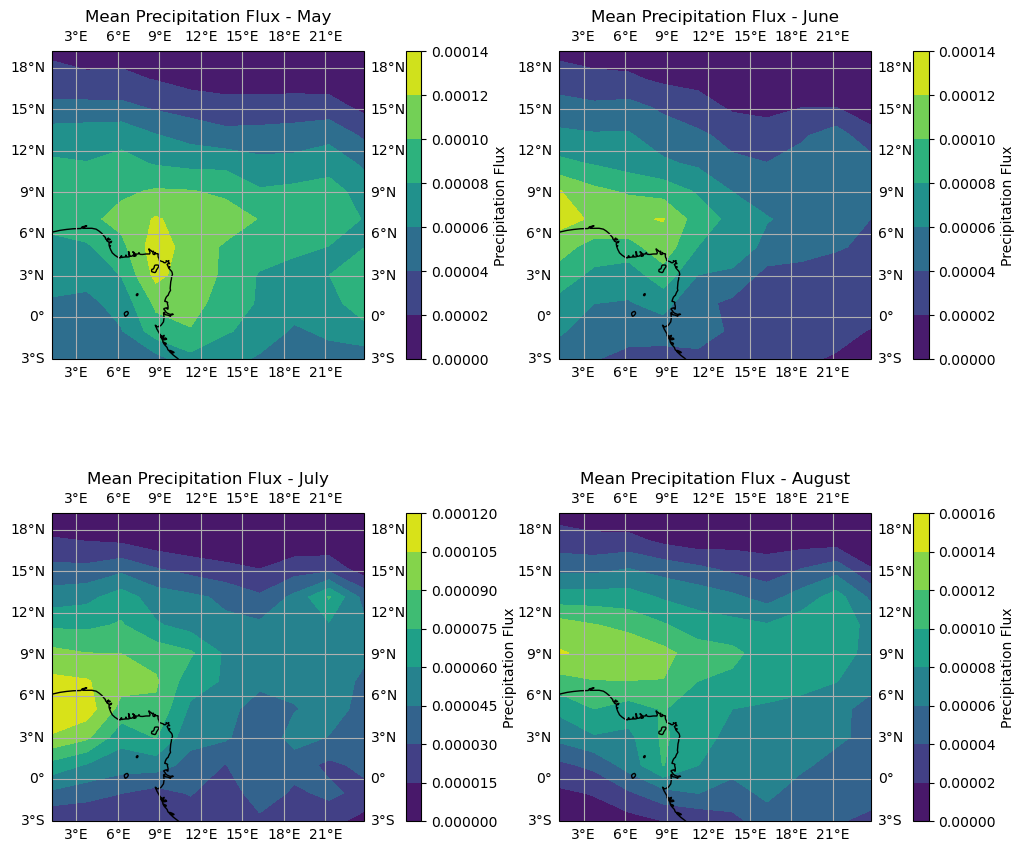 Mean Precipitation Flux - May
3°E 6°E 9°E 12°E 15°E 18°E 21°E
18°N 18°N
15°N 15°N
12°N 12°N
9°N 9°N
6°N 6°N
3°N 3°N
0° 0°
3°S 3°S
3°E 6°E 9°E 12°E 15°E 18°E 21°E
0.00014
0.00012
0.00010
0.00008
0.00006
0.00004
0.00002
0.00000
Precipitation Flux
Mean Precipitation Flux - June
3°E 6°E 9°E 12°E 15°E 18°E 21°E
18°N 18°N
15°N 15°N
12°N 12°N
9°N 9°N
6°N 6°N
3°N 3°N
0° 0°
3°S 3°S
3°E 6°E 9°E 12°E 15°E 18°E 21°E
0.00014
0.00012
0.00010
0.00008
0.00006
0.00004
0.00002
0.00000
Precipitation Flux
Mean Precipitation Flux - July
3°E 6°E 9°E 12°E 15°E 18°E 21°E
18°N 18°N
15°N 15°N
12°N 12°N
9°N 9°N
6°N 6°N
3°N 3°N
0° 0°
3°S 3°S
3°E 6°E 9°E 12°E 15°E 18°E 21°E
0.000120
0.000105
0.000090
0.000075
0.000060
0.000045
0.000030
0.000015
0.000000
Precipitation Flux
Mean Precipitation Flux - August
3°E 6°E 9°E 12°E 15°E 18°E 21°E
18°N 18°N
15°N 15°N
12°N 12°N
9°N 9°N
6°N 6°N
3°N 3°N
0° 0°
3°S 3°S
3°E 6°E 9°E 12°E 15°E 18°E 21°E
0.00016
0.00014
0.00012
0.00010
0.00008
0.00006
0.00004
0.00002
0.00000
Precipitation Flux